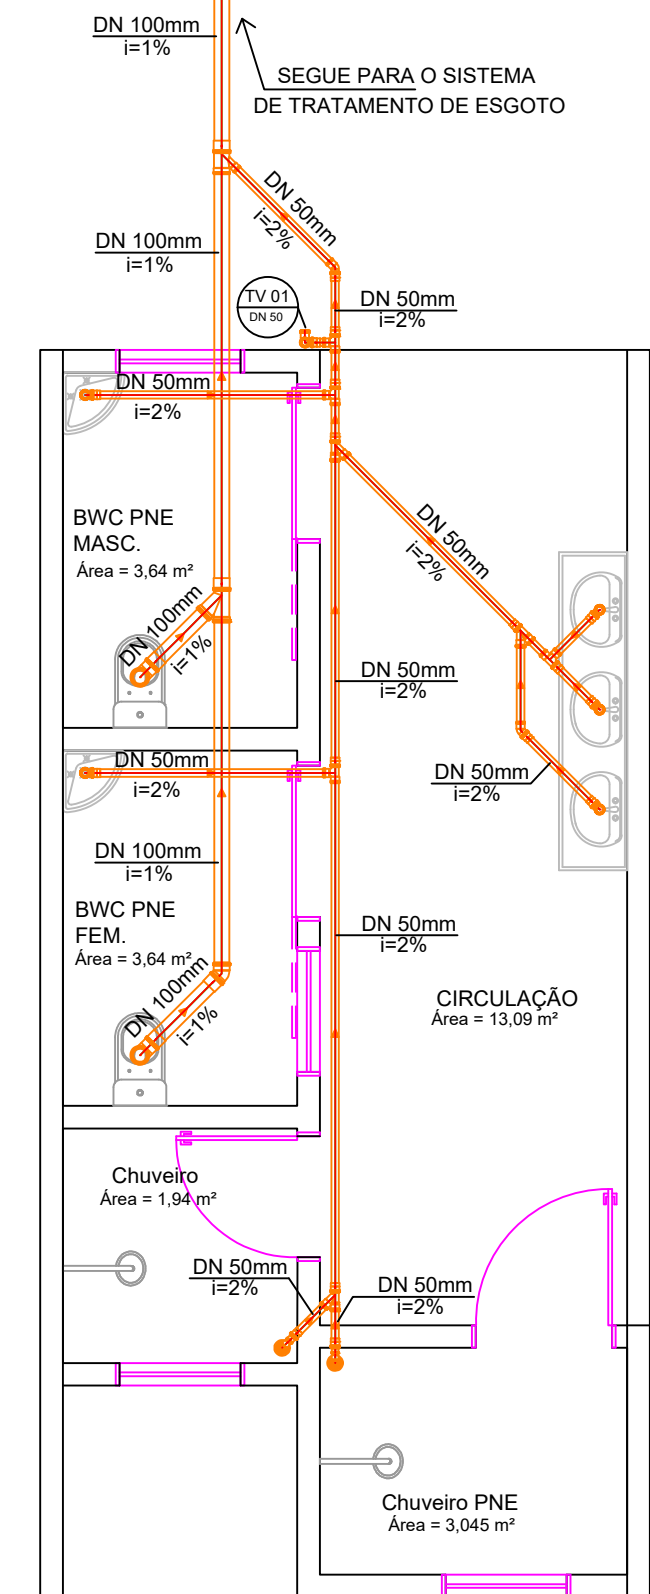 DN 100mm
i=1%
SEGUE PARA O SISTEMA
DE TRATAMENTO DE ESGOTO
DN 50mm
i=2%
DN 100mm
i=1%
TV 01
DN 50
DN 50mm
i=2%
DN 50mm
i=2%
BWC PNE
MASC.
Área = 3,64 m²
DN 50mm
i=2%
DN 100mm
i=1%
DN 50mm
i=2%
DN 50mm
i=2%
DN 50mm
i=2%
DN 100mm
i=1%
BWC PNE
FEM.
Área = 3,64 m²
DN 50mm
i=2%
DN 100mm
i=1%
CIRCULAÇÃO
Área = 13,09 m²
Chuveiro
Área = 1,94 m²
DN 50mm
i=2%
DN 50mm
i=2%
Chuveiro PNE
Área = 3,045 m²